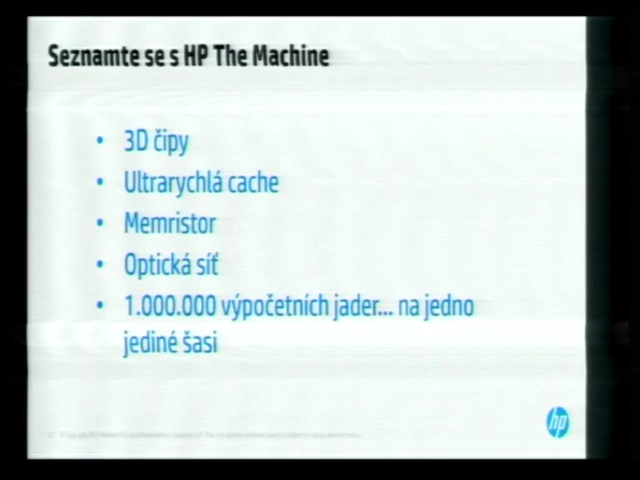 Seznamte se s HP The Machine
• 3D čipy
• Ultrarychlá cache
• Memristor
• Optická síť
• 1.000.000 výpočetních jader... na jedno
jediné šasi
hp